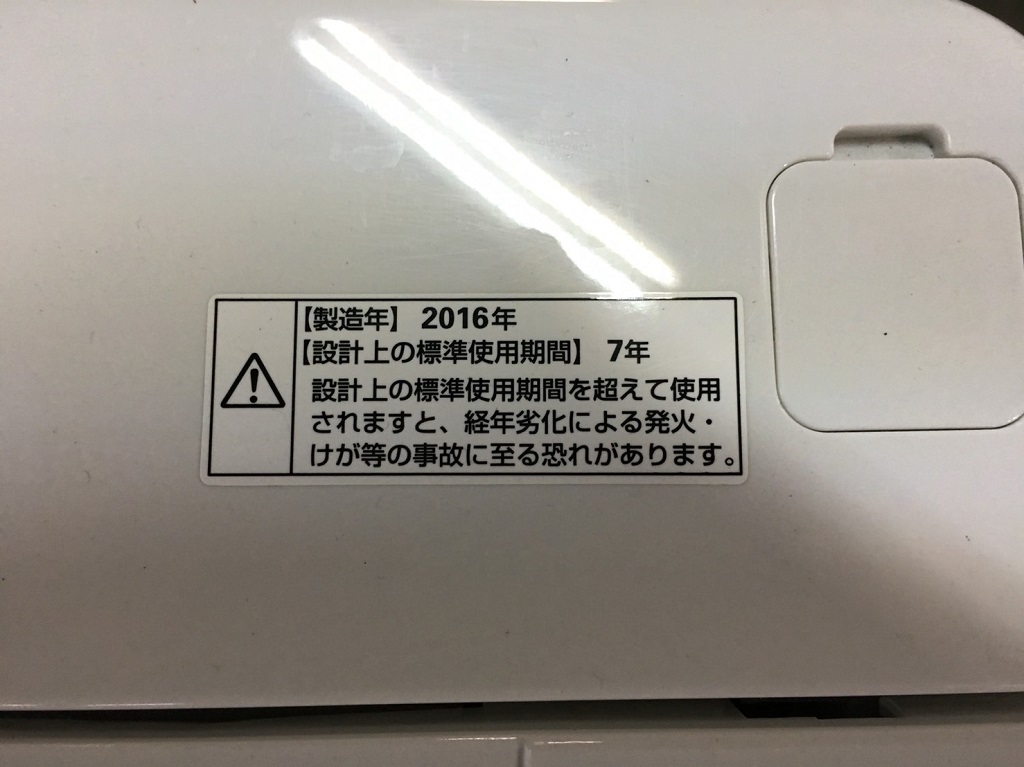 【製造年】 2016年
【設計上の標準使用期間】 7年
設計上の標準使用期間を超えて使用
されますと、経年劣化による発火・
けが等の事故に至る恐れがあります。